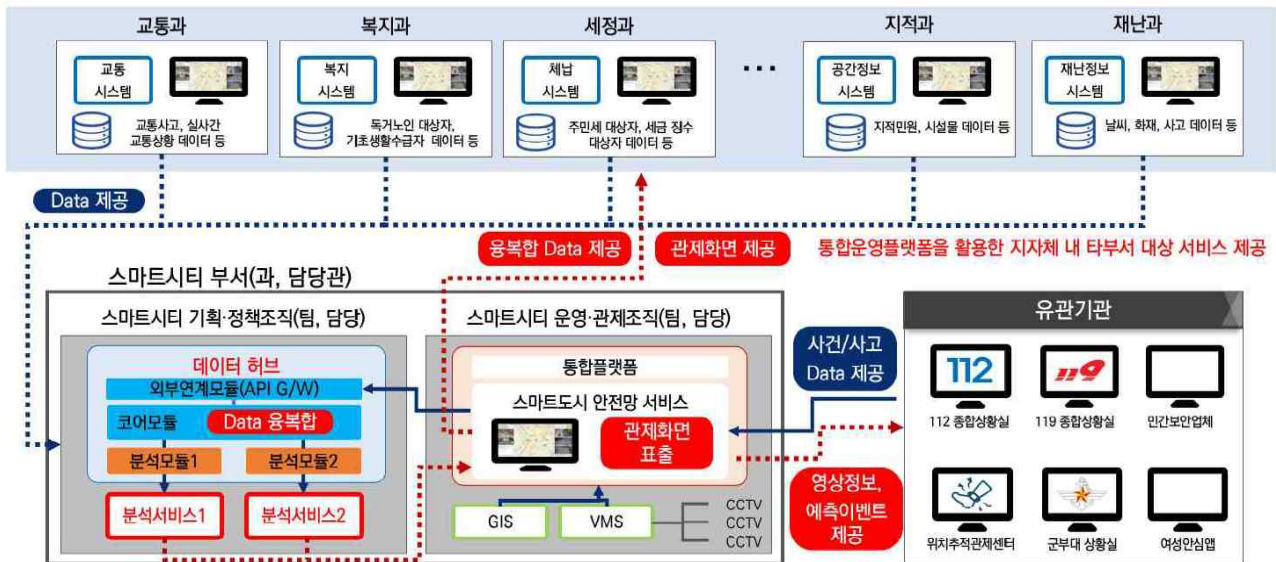 교통과
복지과
세정과
지적과
재난과
교통
시스템
교통사고, 실시간
교통상황 데이터 등
복지
시스템
독거노인 대상자,
기초생활수급자 데이터 등
체납
시스템
주민세 대상자, 세금 징수
대상자 데이터 등
...
공간정보
시스템
지적민원, 시설물 데이터 등
재난정보
시스템
날씨, 화재, 사고 데이터 등
Data 제공
융복합 Data 제공
관제화면 제공
통합운영플랫폼을 활용한 지자체 내 타부서 대상 서비스 제공
스마트시티 부서(과, 담당관)
스마트시티 기획·정책조직(팀, 담당)
데이터 허브
외부연계모듈(API G/W)
코어모듈
Data 융복합
분석모듈1
분석모듈2
분석서비스1
분석서비스2
스마트시티 운영·관제조직(팀, 담당)
통합플랫폼
스마트도시 안전망 서비스
관제화면
표출
GIS
VMS
CCTV
CCTV
CCTV
사건/사고
Data 제공
영상정보,
예측이벤트
제공
유관기관
112
112 종합상황실
119
119 종합상황실
민간보안업체
위치추적관제센터
군부대 상황실
여성안심앱